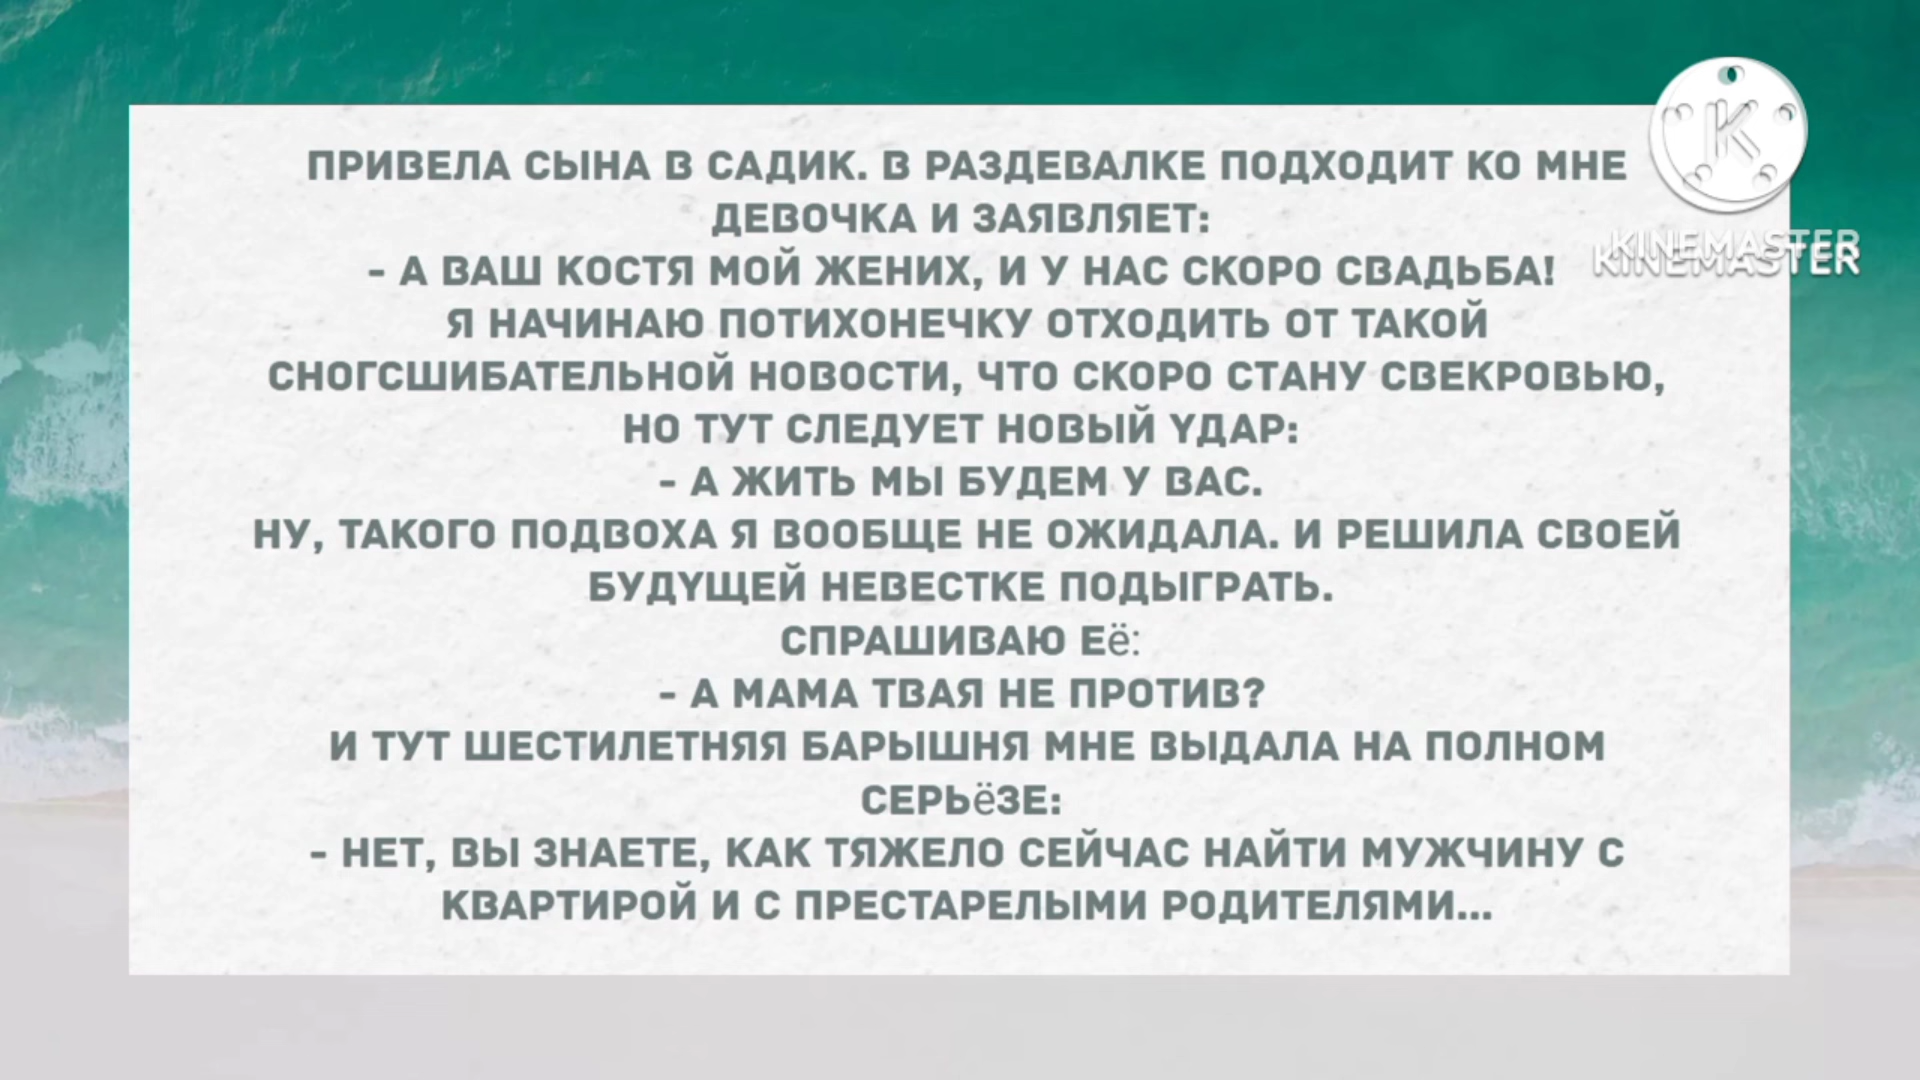 ПРИВЕЛА СЫНА В САДИК. В РАЗДЕВАЛКЕ ПОДХОДИТ КО МНЕ
ДЕВОЧКА И ЗАЯВЛЯЕТ:
- А ВАШ КОСТЯ МОЙ ЖЕНИХ, И У НАС СКОРО СВАДЬБА!
Я НАЧИНАЮ ПОТИХОНЕЧКУ ОТХОДИТЬ ОТ ТАКОЙ
СНОГСШИБАТЕЛЬНОЙ НОВОСТИ, ЧТО СКОРО СТАНУ СВЕКРОВЬЮ,
НО ТУТ СЛЕДУЕТ НОВЫЙ УДАР:
- А ЖИТЬ МЫ БУДЕМ У ВАС.
НУ, ТАКОГО ПОДВОХА Я ВООБЩЕ НЕ ОЖИДАЛА. И РЕШИЛА СВОЕЙ
БУДУЩЕЙ НЕВЕСТКЕ ПОДЫГРАТЬ.
СПРАШИВАЮ ЕЁ:
- А МАМА ТВАЯ НЕ ПРОТИВ?
И ТУТ ШЕСТИЛЕТНЯЯ БАРЫШНЯ МНЕ ВЫДАЛА НА ПОЛНОМ
СЕРЬЁЗЕ:
- НЕТ, ВЫ ЗНАЕТЕ, КАК ТЯЖЕЛО СЕЙЧАС НАЙТИ МУЖЧИНУ С
КВАРТИРОЙ И С ПРЕСТАРЕЛЫМИ РОДИТЕЛЯМИ...
K
KINEMASTER
KINEMASTER